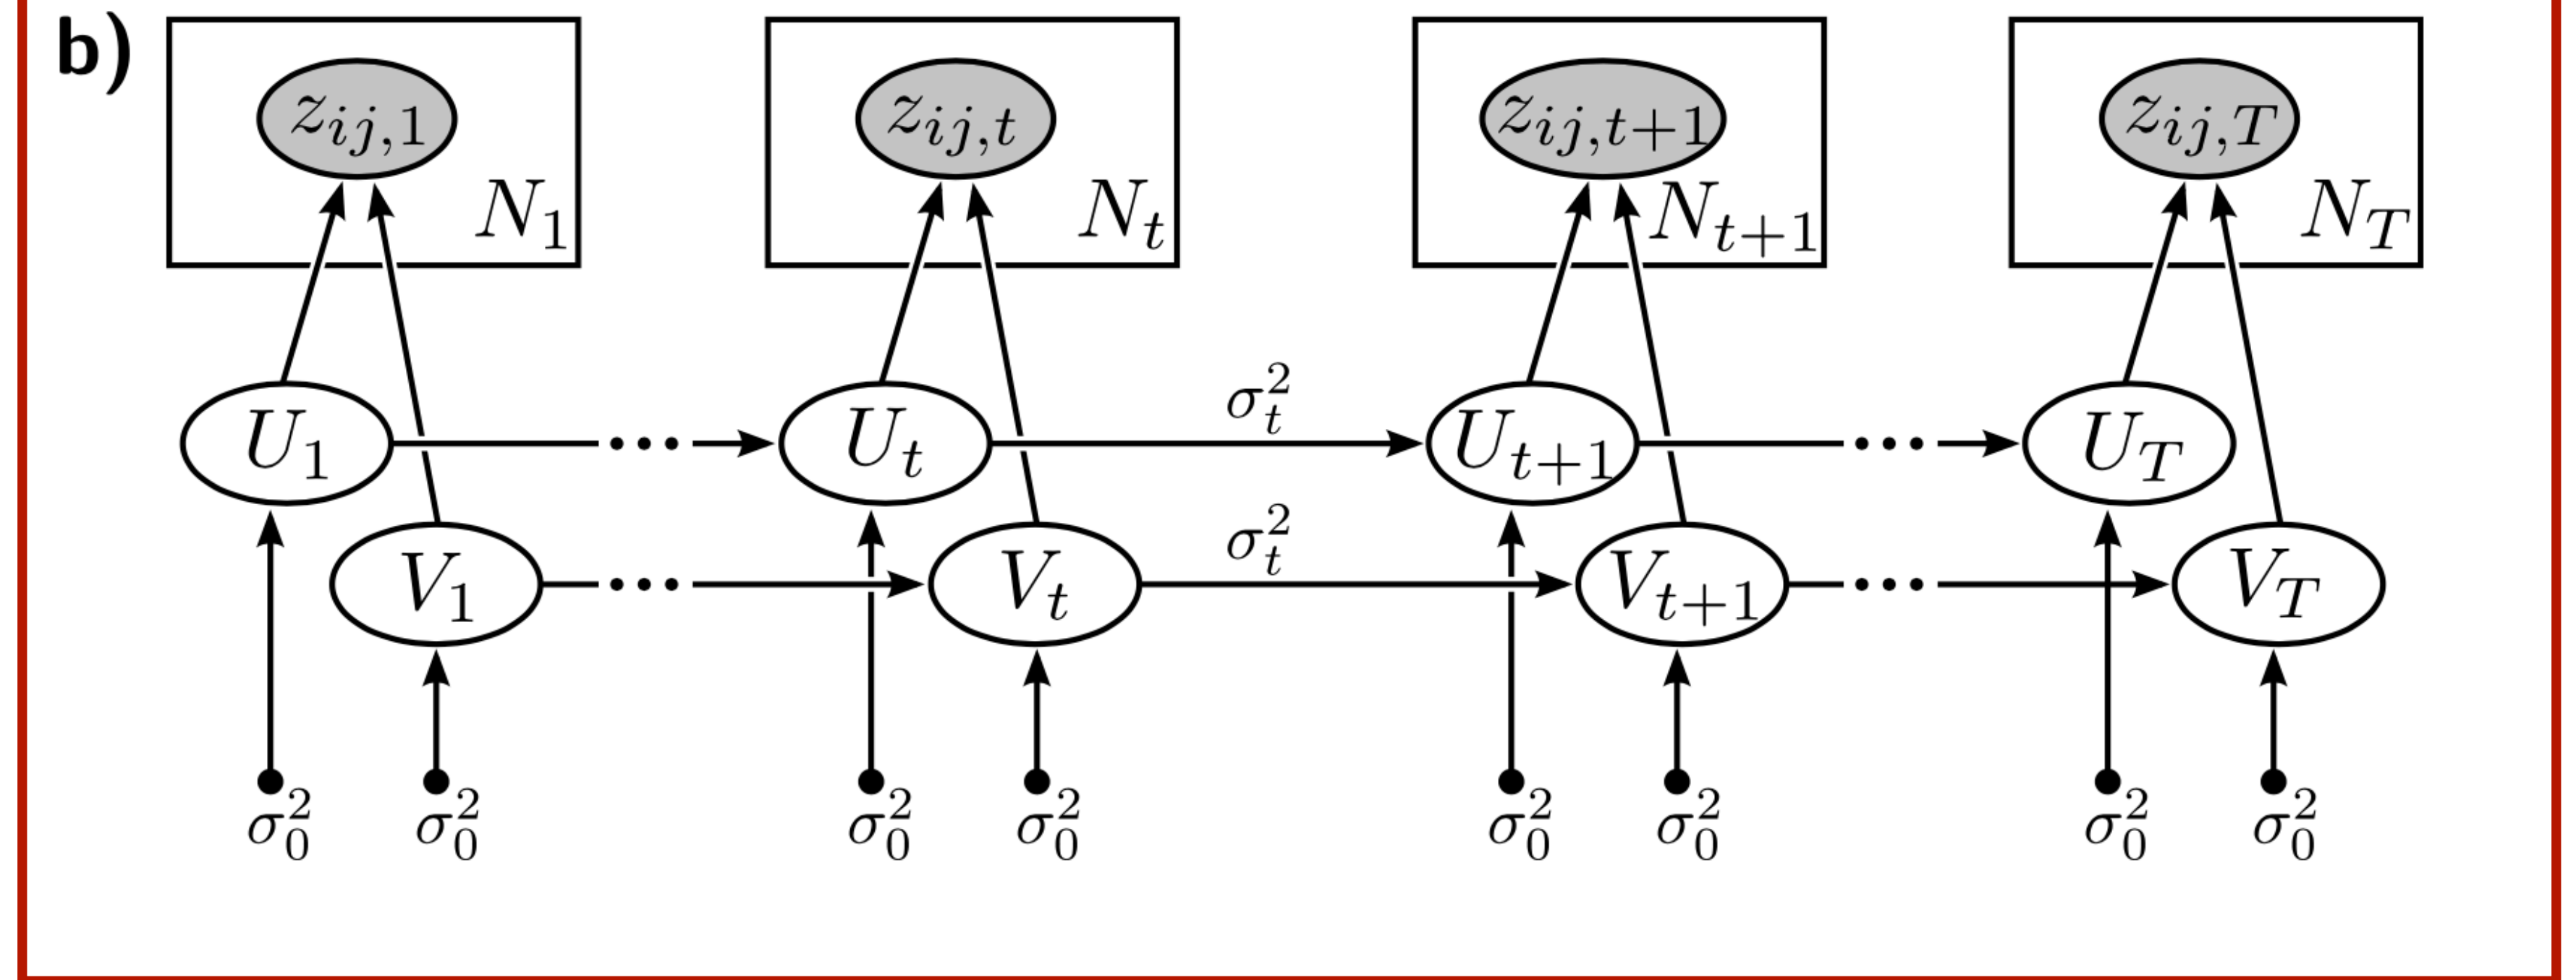 b)
z_{ij,1} z_{ij,t} z_{ij,t+1} z_{ij,T}
N_1 N_t N_{t+1} N_T
σ_t^2
U_1 ... U_t U_{t+1} ... U_T
σ_t^2
V_1 ... V_t V_{t+1} ... V_T
σ_0^2 σ_0^2 σ_0^2 σ_0^2 σ_0^2 σ_0^2 σ_0^2 σ_0^2